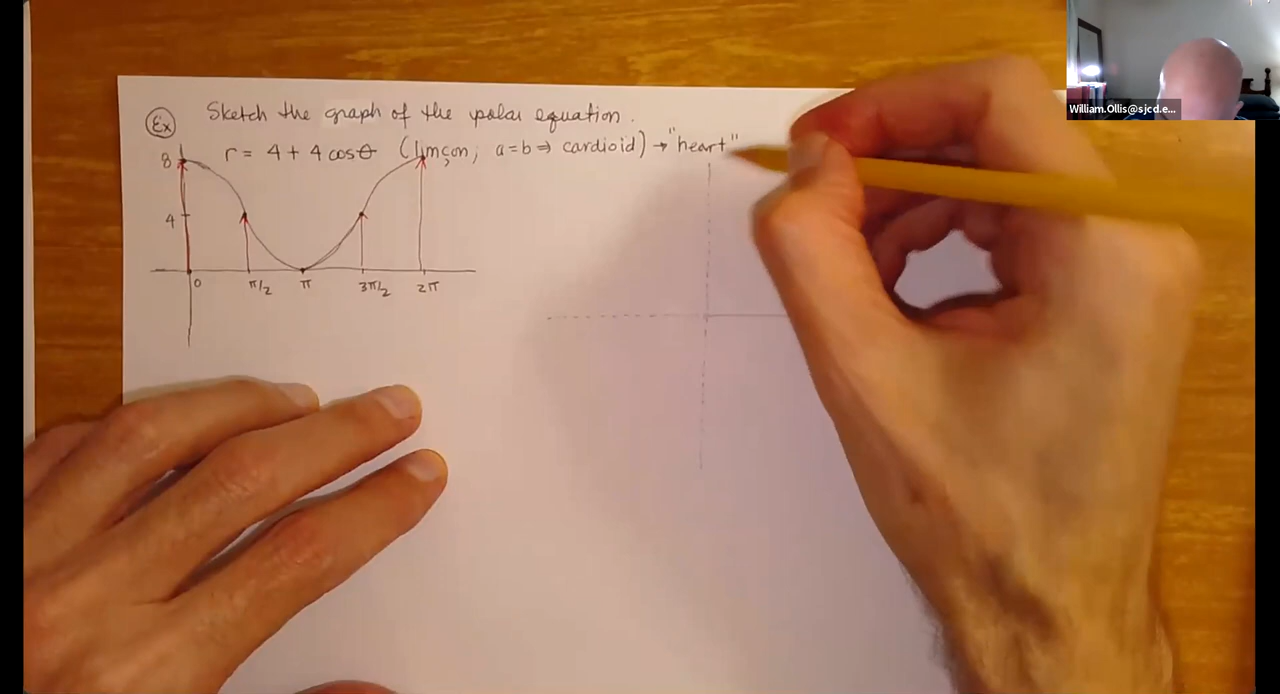 Ex Sketch the graph of the polar equation.
r = 4 + 4 cosθ (limçon; a=b ⇒ cardioid) → "heart"
8
4
0 π/2 π 3π/2 2π
William.Ollis@sjcd.e...